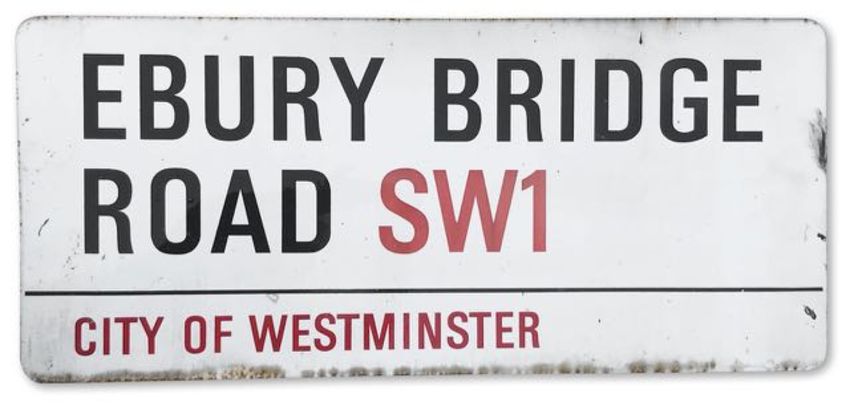 EBURY BRIDGE
ROAD SW1
CITY OF WESTMINSTER